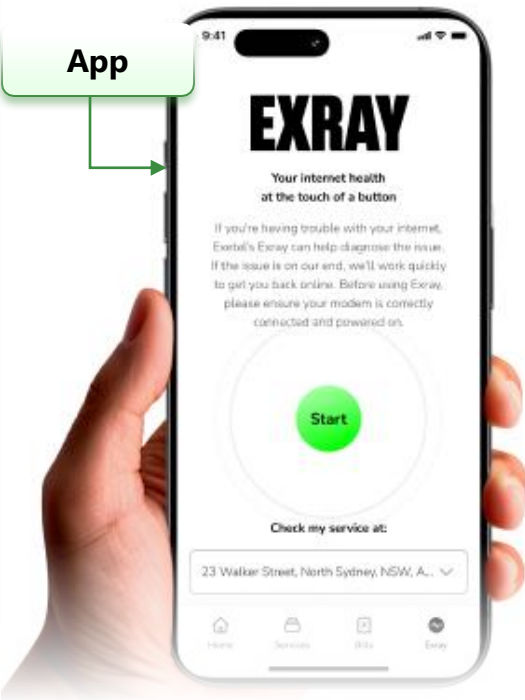 App
9:41
EXRAY
Your internet health
at the touch of a button
If you're having trouble with your internet,
Exetel's Exray can help diagnose the issue.
If the issue is on our end, we'll work quickly
to get you back online. Before using Exray,
please ensure your modem is correctly
connected and powered on.
Start
Check my service at:
23 Walker Street, North Sydney, NSW, A...
Home
Services
Bills
Exray